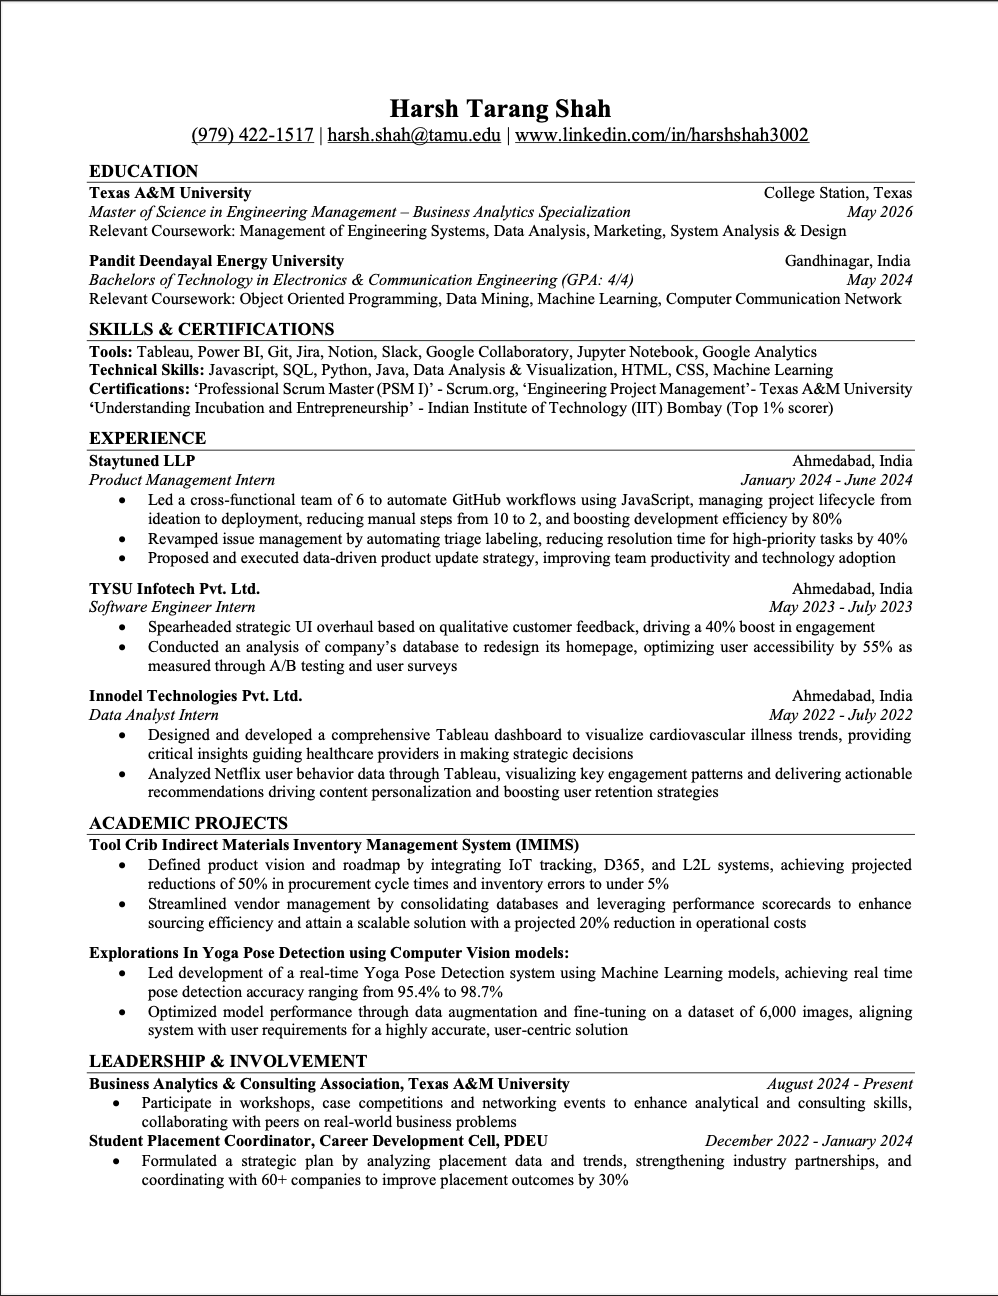 Harsh Tarang Shah
(979) 422-1517 | harsh.shah@tamu.edu | www.linkedin.com/in/harshshah3002
EDUCATION
Texas A&M University College Station, Texas
Master of Science in Engineering Management – Business Analytics Specialization May 2026
Relevant Coursework: Management of Engineering Systems, Data Analysis, Marketing, System Analysis & Design
Pandit Deendayal Energy University Gandhinagar, India
Bachelors of Technology in Electronics & Communication Engineering (GPA: 4/4) May 2024
Relevant Coursework: Object Oriented Programming, Data Mining, Machine Learning, Computer Communication Network
SKILLS & CERTIFICATIONS
Tools: Tableau, Power BI, Git, Jira, Notion, Slack, Google Collaboratory, Jupyter Notebook, Google Analytics
Technical Skills: Javascript, SQL, Python, Java, Data Analysis & Visualization, HTML, CSS, Machine Learning
Certifications: ‘Professional Scrum Master (PSM I)’ - Scrum.org, ‘Engineering Project Management’- Texas A&M University
‘Understanding Incubation and Entrepreneurship’ - Indian Institute of Technology (IIT) Bombay (Top 1% scorer)
EXPERIENCE
Staytuned LLP Ahmedabad, India
Product Management Intern January 2024 - June 2024
• Led a cross-functional team of 6 to automate GitHub workflows using JavaScript, managing project lifecycle from
ideation to deployment, reducing manual steps from 10 to 2, and boosting development efficiency by 80%
• Revamped issue management by automating triage labeling, reducing resolution time for high-priority tasks by 40%
• Proposed and executed data-driven product update strategy, improving team productivity and technology adoption
TYSU Infotech Pvt. Ltd. Ahmedabad, India
Software Engineer Intern May 2023 - July 2023
• Spearheaded strategic UI overhaul based on qualitative customer feedback, driving a 40% boost in engagement
• Conducted an analysis of company’s database to redesign its homepage, optimizing user accessibility by 55% as
measured through A/B testing and user surveys
Innodel Technologies Pvt. Ltd. Ahmedabad, India
Data Analyst Intern May 2022 - July 2022
• Designed and developed a comprehensive Tableau dashboard to visualize cardiovascular illness trends, providing
critical insights guiding healthcare providers in making strategic decisions
• Analyzed Netflix user behavior data through Tableau, visualizing key engagement patterns and delivering actionable
recommendations driving content personalization and boosting user retention strategies
ACADEMIC PROJECTS
Tool Crib Indirect Materials Inventory Management System (IMIMS)
• Defined product vision and roadmap by integrating IoT tracking, D365, and L2L systems, achieving projected
reductions of 50% in procurement cycle times and inventory errors to under 5%
• Streamlined vendor management by consolidating databases and leveraging performance scorecards to enhance
sourcing efficiency and attain a scalable solution with a projected 20% reduction in operational costs
Explorations In Yoga Pose Detection using Computer Vision models:
• Led development of a real-time Yoga Pose Detection system using Machine Learning models, achieving real time
pose detection accuracy ranging from 95.4% to 98.7%
• Optimized model performance through data augmentation and fine-tuning on a dataset of 6,000 images, aligning
system with user requirements for a highly accurate, user-centric solution
LEADERSHIP & INVOLVEMENT
Business Analytics & Consulting Association, Texas A&M University August 2024 - Present
• Participate in workshops, case competitions and networking events to enhance analytical and consulting skills,
collaborating with peers on real-world business problems
Student Placement Coordinator, Career Development Cell, PDEU December 2022 - January 2024
• Formulated a strategic plan by analyzing placement data and trends, strengthening industry partnerships, and
coordinating with 60+ companies to improve placement outcomes by 30%